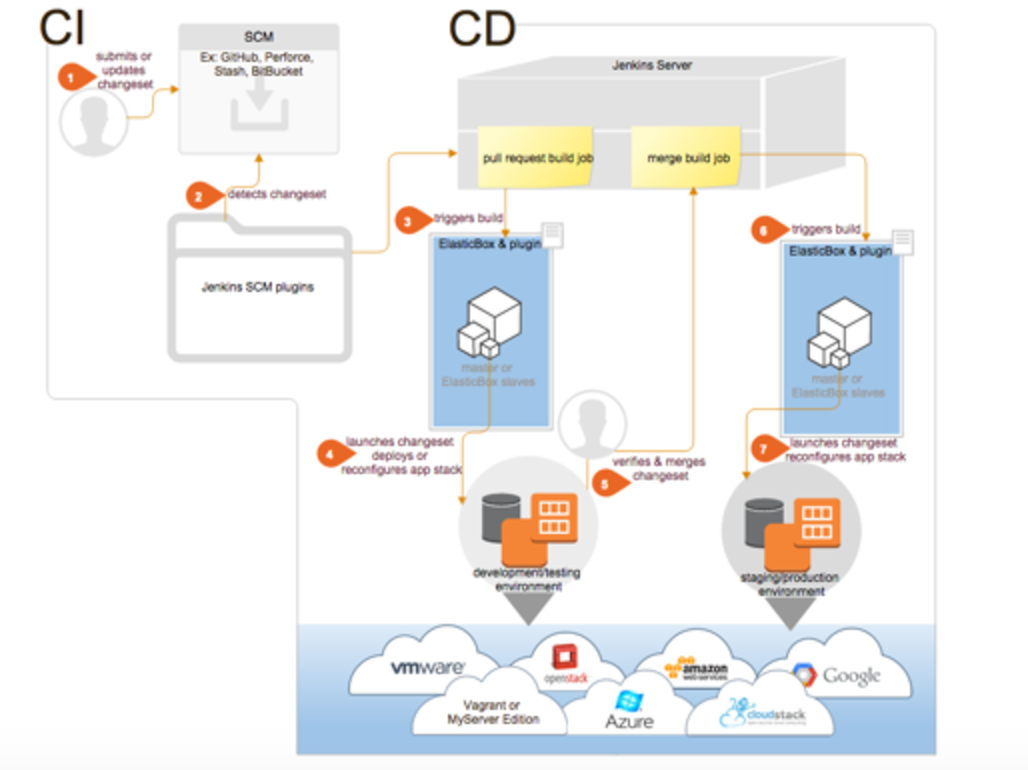 CI
CD
SCM
Ex: GitHub, Perforce,
Stash, BitBucket
1
submits or
updates
changeset
Jenkins Server
pull request build job
merge build job
2
detects changeset
3
triggers build
6
triggers build
ElasticBox & plugin
ElasticBox & plugin
Jenkins SCM plugins
master or
ElasticBox slaves
master or
ElasticBox slaves
4
launches changeset
deploys or
reconfigures app stack
5
verifies & merges
changeset
7
launches changeset
reconfigures app stack
development/testing
environment
staging/production
environment
vmware
openstack
amazon
web services
Google
Vagrant or
MyServer Edition
Azure
cloudstack